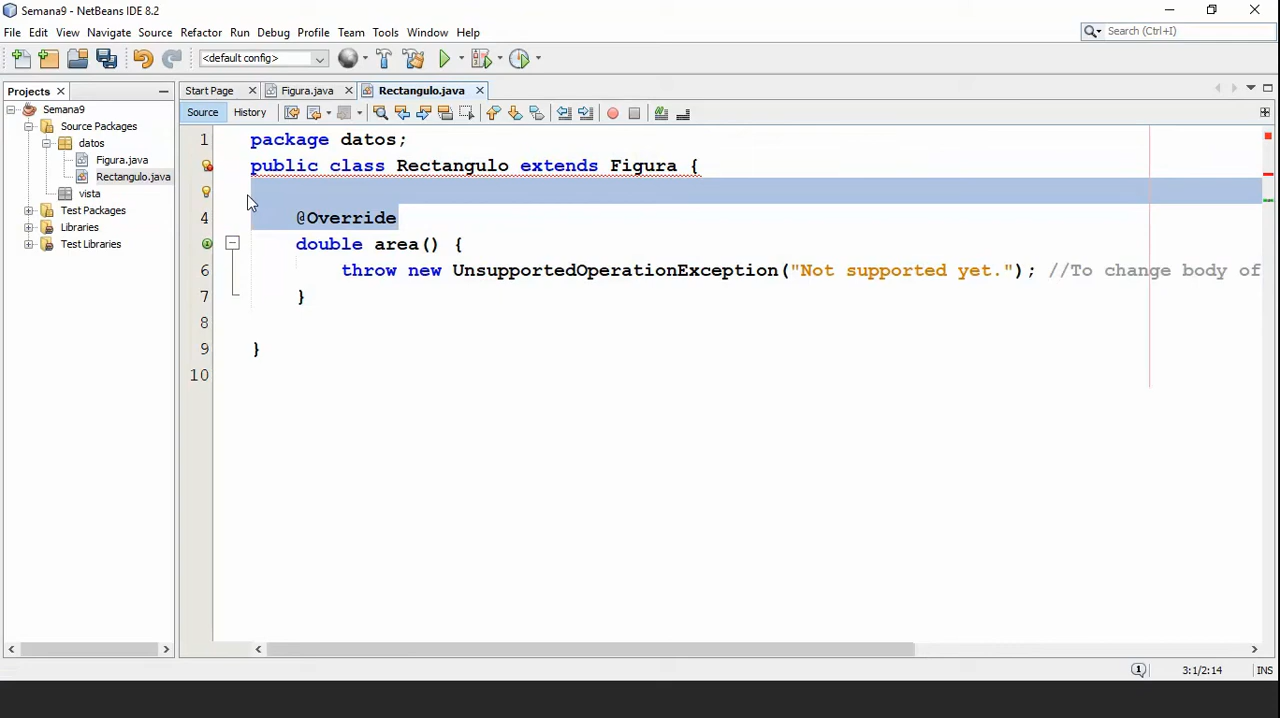 Semana9 - NetBeans IDE 8.2
File Edit View Navigate Source Refactor Run Debug Profile Team Tools Window Help
Search (Ctrl+I)
<default config>
Projects
Start Page Figura.java Rectangulo.java
Semana9
Source Packages
datos
Figura.java
Rectangulo.java
vista
Test Packages
Libraries
Test Libraries
Source History
1 package datos;
public class Rectangulo extends Figura {
4 @Override
double area() {
6 throw new UnsupportedOperationException("Not supported yet."); //To change body of
7 }
8
9 }
10
1 3:1/2:14 INS